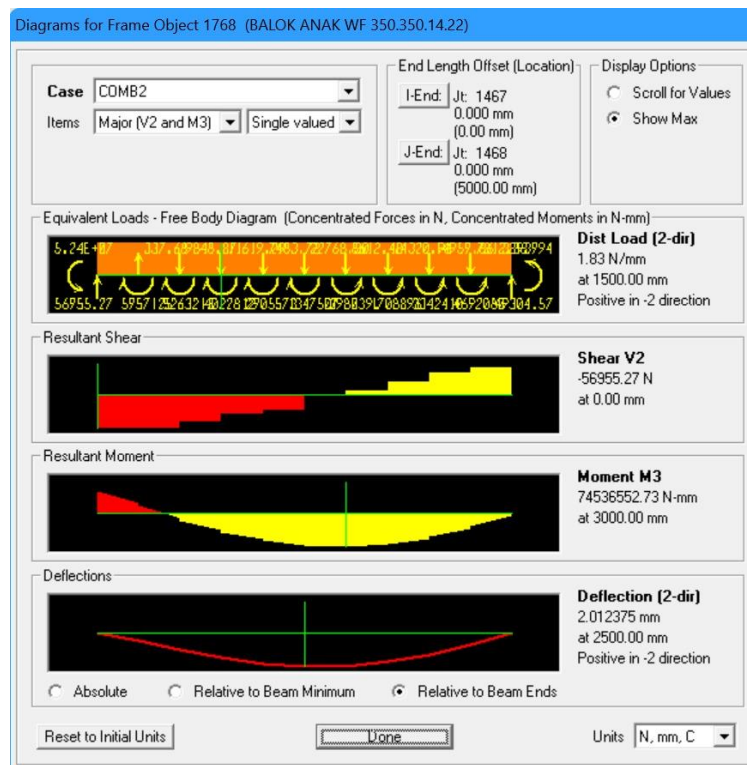 Diagrams for Frame Object 1768 (BALOK ANAK WF 350.350.14.22)
Case COMB2
Items Major (V2 and M3) Single valued
End Length Offset (Location)
I-End: Jt: 1467
0.000 mm
(0.00 mm)
J-End: Jt: 1468
0.000 mm
(5000.00 mm)
Display Options
Scroll for Values
Show Max
Equivalent Loads - Free Body Diagram (Concentrated Forces in N, Concentrated Moments in N-mm)
5.24E+07
56955.27
Dist Load (2-dir)
1.83 N/mm
at 1500.00 mm
Positive in -2 direction
Resultant Shear
Shear V2
-56955.27 N
at 0.00 mm
Resultant Moment
Moment M3
74536552.73 N-mm
at 3000.00 mm
Deflections
Deflection (2-dir)
2.012375 mm
at 2500.00 mm
Positive in -2 direction
Absolute Relative to Beam Minimum Relative to Beam Ends
Reset to Initial Units Done Units N, mm, C